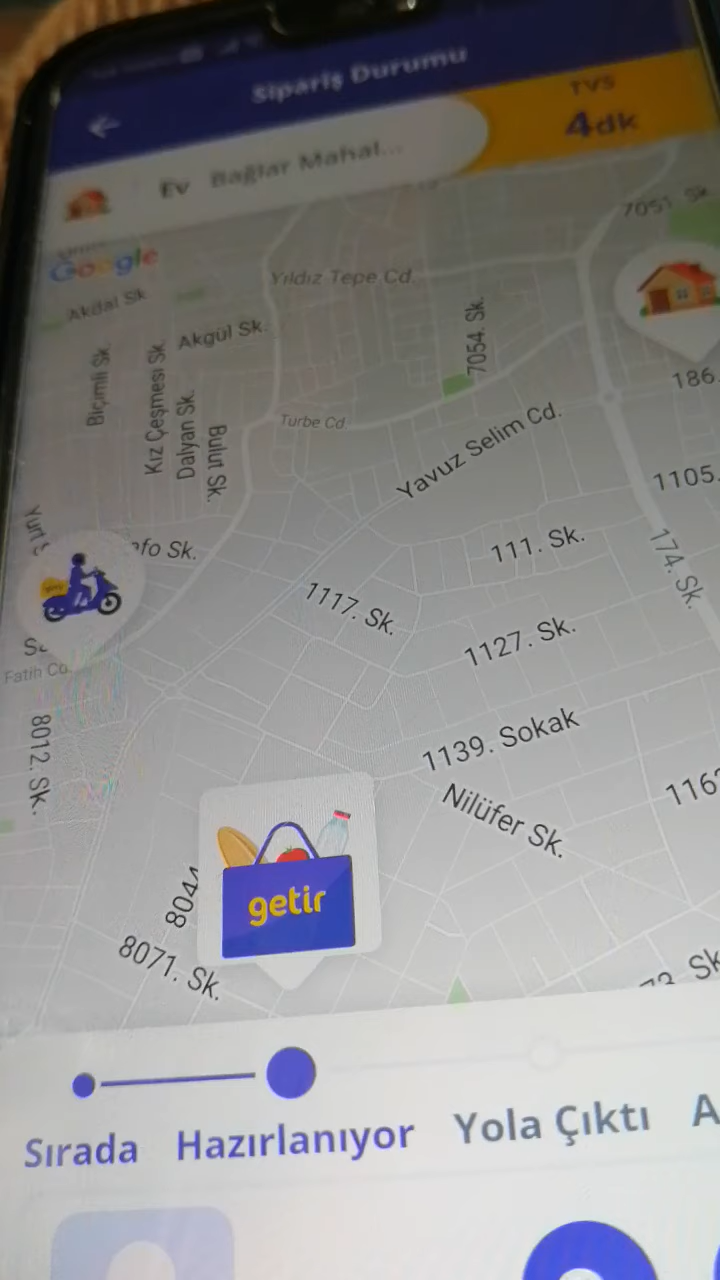 Sipariş Durumu
TVS
4dk
Ev Bağlar Mahal...
7051. Sk.
Google
Yıldız Tepe Cd.
Akdal Sk
Akgül Sk.
7054. Sk.
Biçimli Sk.
Kız Çeşmesi Sk.
Dalyan Sk.
Bulut Sk.
186.
Turbe Cd
Yavuz Selim Cd.
1105.
111. Sk.
174. Sk.
1117. Sk.
1127. Sk.
Fatih Cd.
8012. Sk.
1139. Sokak
Nilüfer Sk.
1162
getir
8044
8071. Sk.
Sırada
Hazırlanıyor
Yola Çıktı
A